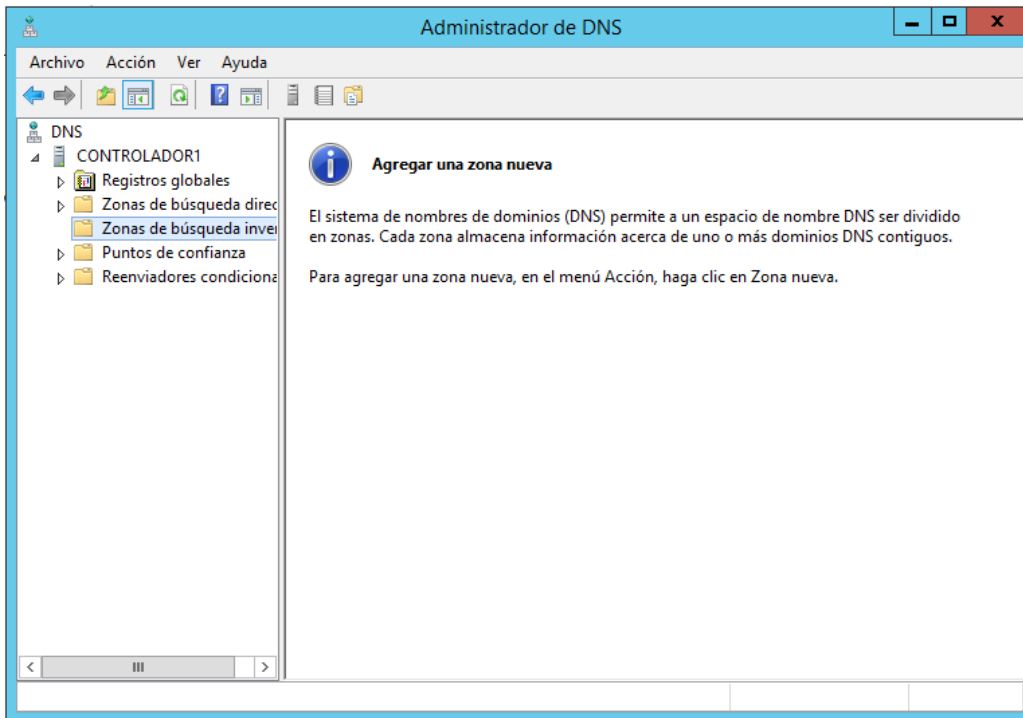 Administrador de DNS
Archivo Acción Ver Ayuda
DNS
CONTROLADOR1
Registros globales
Zonas de búsqueda direc
Zonas de búsqueda inver
Puntos de confianza
Reenviadores condiciona
Agregar una zona nueva
El sistema de nombres de dominios (DNS) permite a un espacio de nombre DNS ser dividido
en zonas. Cada zona almacena información acerca de uno o más dominios DNS contiguos.
Para agregar una zona nueva, en el menú Acción, haga clic en Zona nueva.